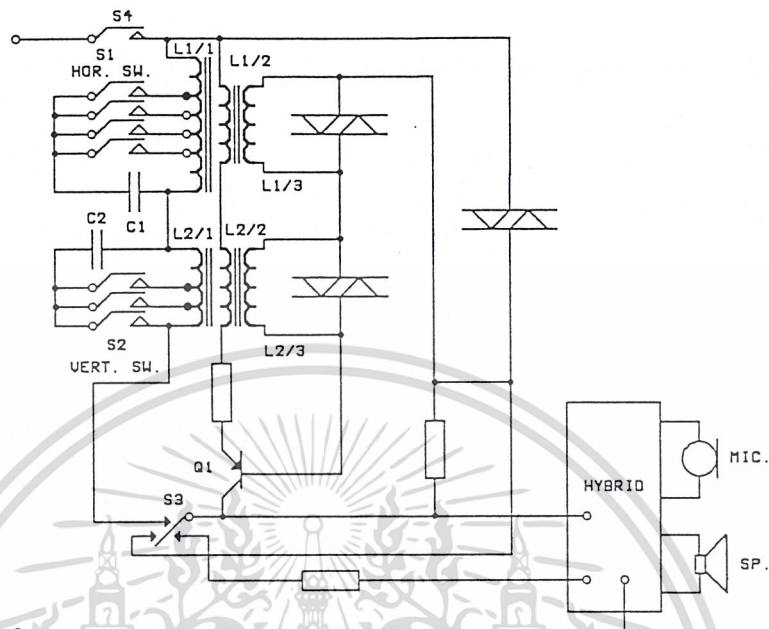 S4
S1
HOR. SW.
L1/1
L1/2
L1/3
C2
C1
L2/1
L2/2
S2
VERT. SW.
L2/3
Q1
S3
HYBRID
MIC.
SP.